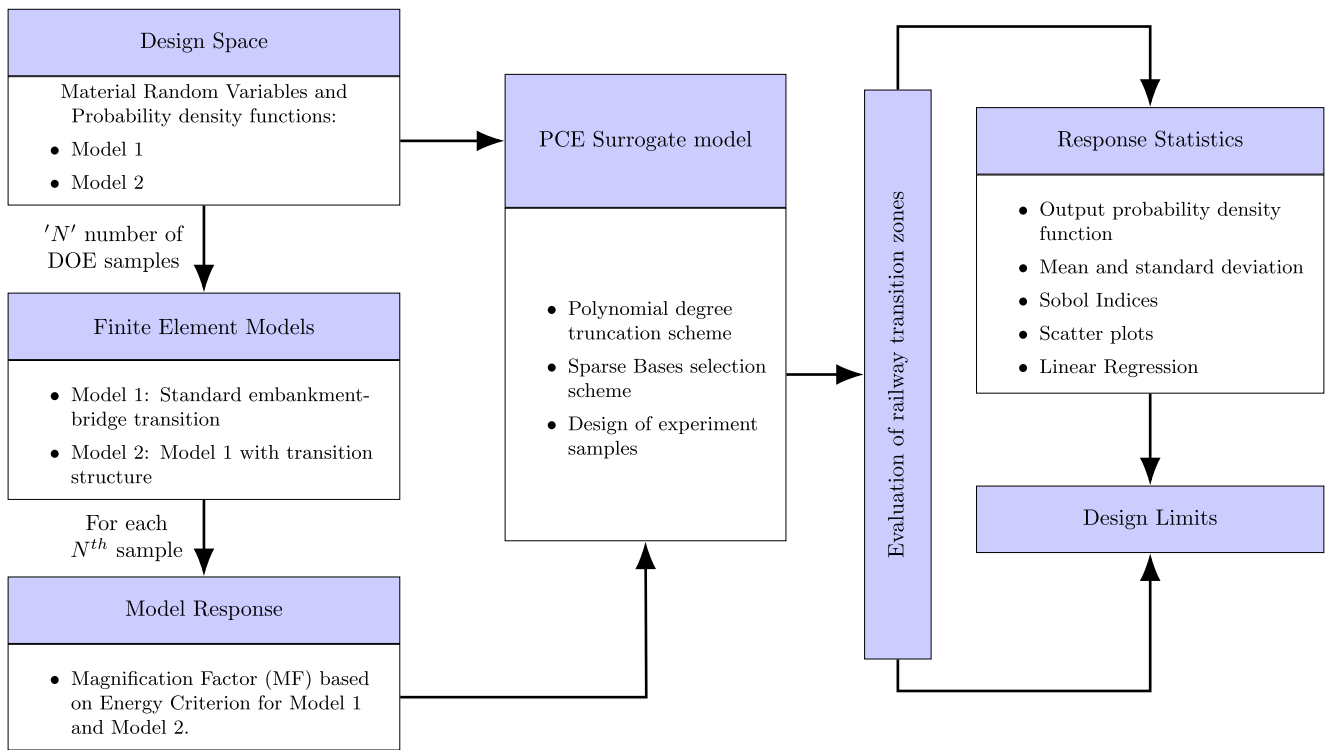 Design Space
Material Random Variables and
Probability density functions:
• Model 1
• Model 2
'N' number of
DOE samples
Finite Element Models
• Model 1: Standard embankment-
bridge transition
• Model 2: Model 1 with transition
structure
For each
N^{th} sample
Model Response
• Magnification Factor (MF) based
on Energy Criterion for Model 1
and Model 2.
PCE Surrogate model
• Polynomial degree
truncation scheme
• Sparse Bases selection
scheme
• Design of experiment
samples
Evaluation of railway transition zones
Response Statistics
• Output probability density
function
• Mean and standard deviation
• Sobol Indices
• Scatter plots
• Linear Regression
Design Limits